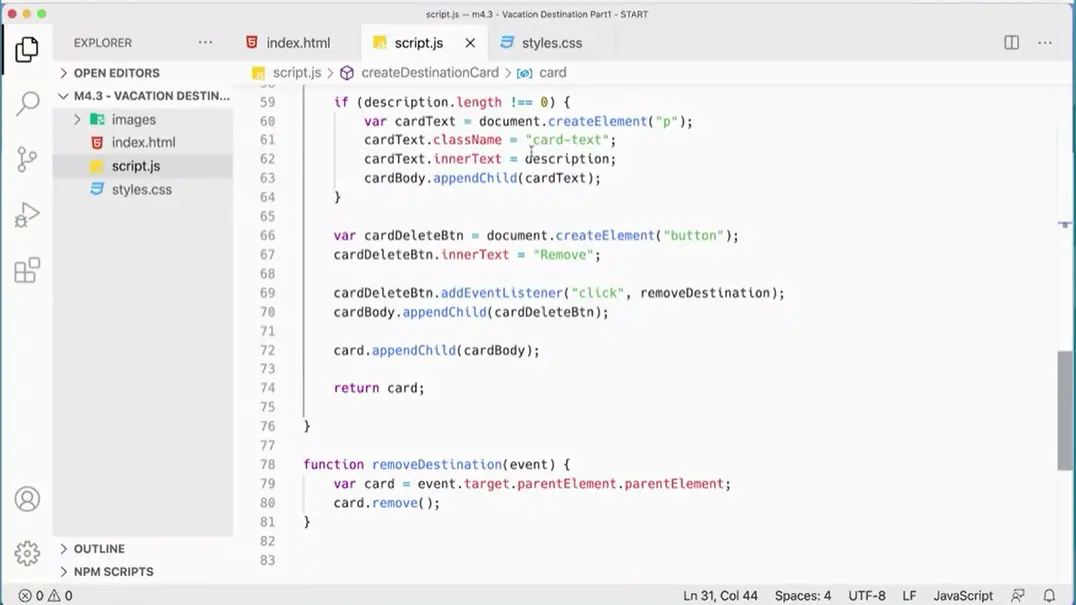 script.js — m4.3 - Vacation Destination Part1 - START
EXPLORER
index.html
script.js
styles.css
OPEN EDITORS
script.js > createDestinationCard > card
M4.3 - VACATION DESTIN...
images
index.html
script.js
styles.css
59 if (description.length !== 0) {
60 var cardText = document.createElement("p");
61 cardText.className = "card-text";
62 cardText.innerText = description;
63 cardBody.appendChild(cardText);
64 }
65
66 var cardDeleteBtn = document.createElement("button");
67 cardDeleteBtn.innerText = "Remove";
68
69 cardDeleteBtn.addEventListener("click", removeDestination);
70 cardBody.appendChild(cardDeleteBtn);
71
72 card.appendChild(cardBody);
73
74 return card;
75
76 }
77
78 function removeDestination(event) {
79 var card = event.target.parentElement.parentElement;
80 card.remove();
81 }
82
83
OUTLINE
NPM SCRIPTS
0 0
Ln 31, Col 44
Spaces: 4
UTF-8
LF
JavaScript